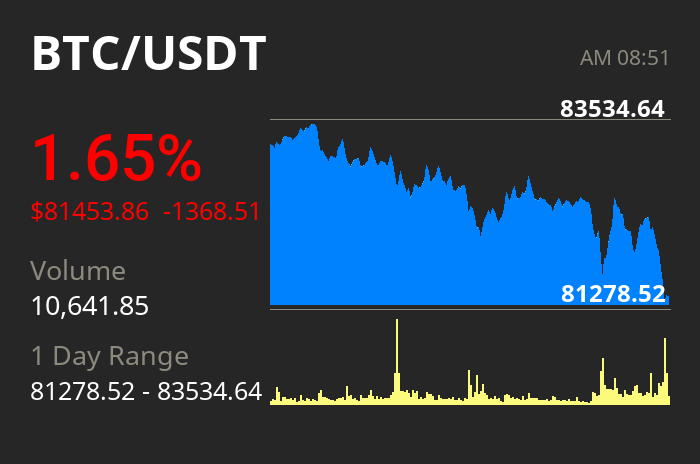 BTC/USDT
AM 08:51
83534.64
1.65%
$81453.86 -1368.51
Volume
10,641.85
81278.52
1 Day Range
81278.52 - 83534.64